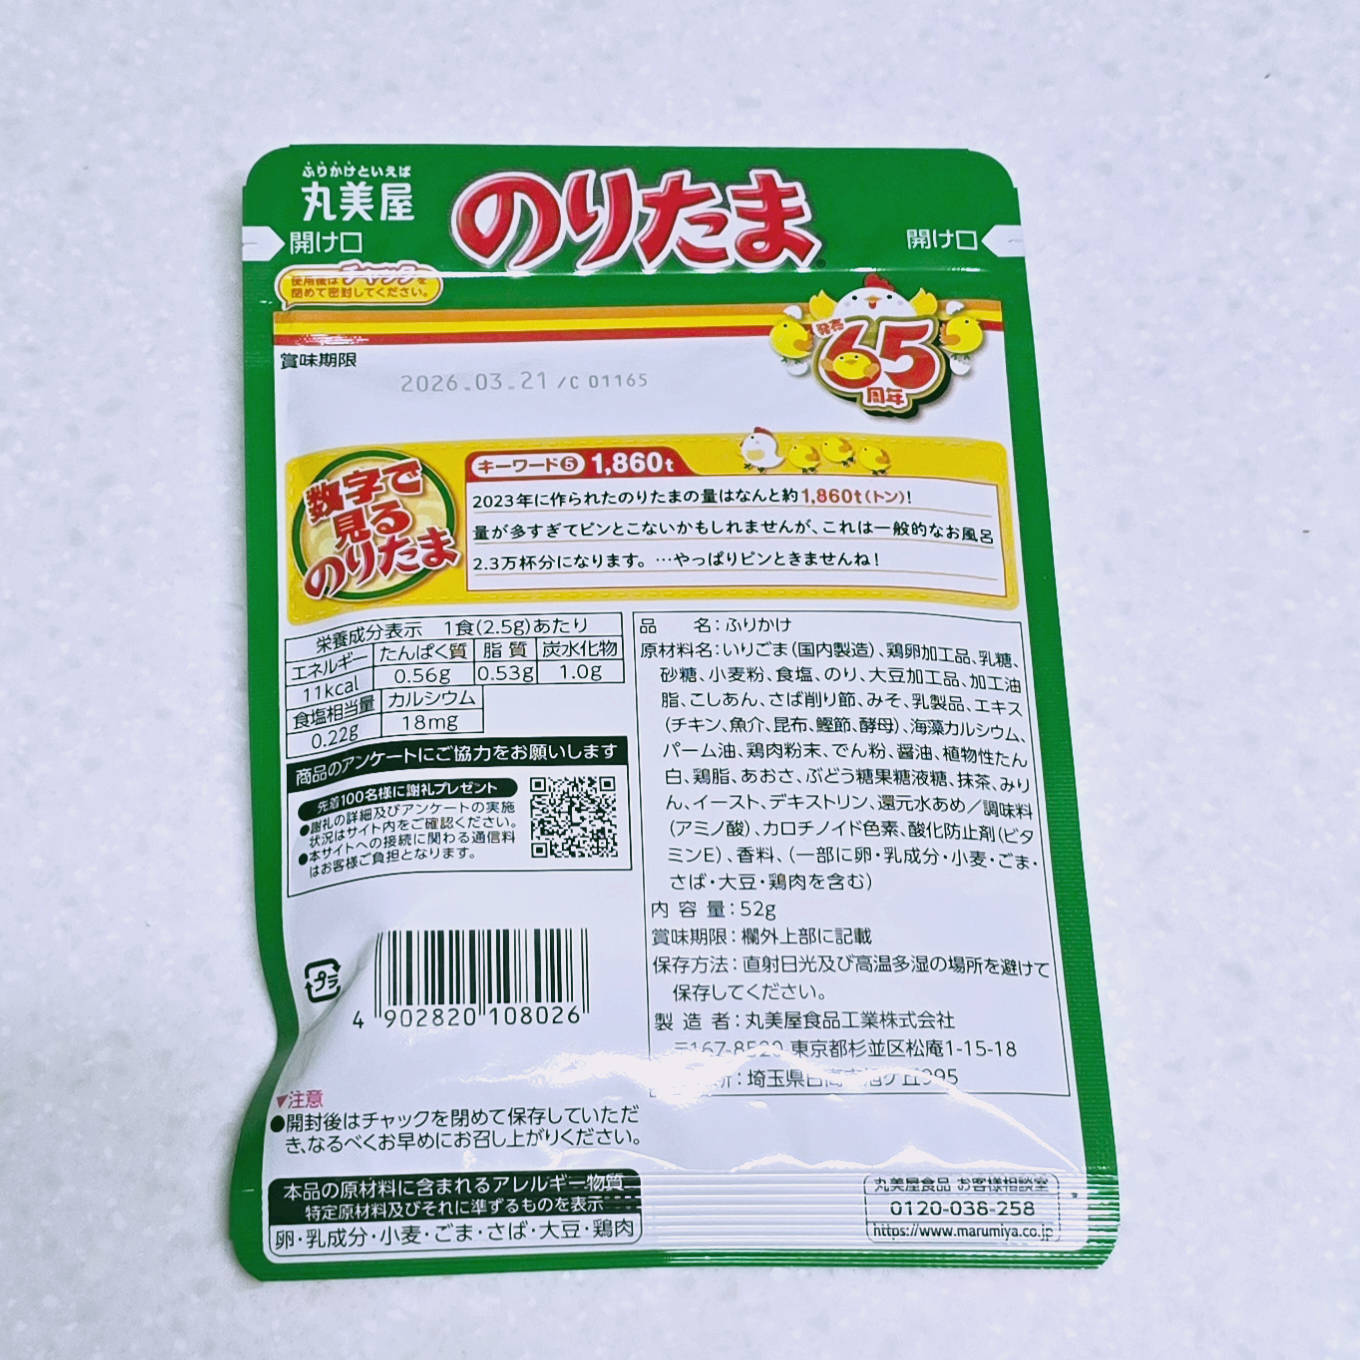 ふりかけといえば
丸美屋
のりたま
開け口
開け口
使用後はチャックを
閉めて密封してください。
発売
65
周年
賞味期限
2026.03.21/C 01165
数字で
見る
のりたま
キーワード❺ 1,860t
2023年に作られたのりたまの量はなんと約1,860t(トン)!
量が多すぎてピンとこないかもしれませんが、これは一般的なお風呂
2.3万杯分になります。…やっぱりピンときませんね!
栄養成分表示 1食(2.5g)あたり
エネルギー たんぱく質 脂質 炭水化物
11kcal 0.56g 0.53g 1.0g
食塩相当量 カルシウム
0.22g 18mg
商品のアンケートにご協力をお願いします
先着100名様に謝礼プレゼント
●謝礼の詳細及びアンケートの実施
状況はサイト内をご確認ください。
●本サイトへの接続に関わる通信料
はお客様ご負担となります。
プラ
4 902820 108026
▼注意
●開封後はチャックを閉めて保存していただ
き、なるべくお早めにお召し上がりください。
本品の原材料に含まれるアレルギー物質
特定原材料及びそれに準ずるものを表示
卵・乳成分・小麦・ごま・さば・大豆・鶏肉
品 名:ふりかけ
原材料名:いりごま(国内製造)、鶏卵加工品、乳糖、
砂糖、小麦粉、食塩、のり、大豆加工品、加工油
脂、こしあん、さば削り節、みそ、乳製品、エキス
(チキン、魚介、昆布、鰹節、酵母)、海藻カルシウム、
パーム油、鶏肉粉末、でん粉、醤油、植物性たん
白、鶏脂、あおさ、ぶどう糖果糖液糖、抹茶、みり
ん、イースト、デキストリン、還元水あめ/調味料
(アミノ酸)、カロチノイド色素、酸化防止剤(ビタ
ミンE)、香料、(一部に卵・乳成分・小麦・ごま・
さば・大豆・鶏肉を含む)
内容量:52g
賞味期限:欄外上部に記載
保存方法:直射日光及び高温多湿の場所を避けて
保存してください。
製造者:丸美屋食品工業株式会社
〒167-8520 東京都杉並区松庵1-15-18
所:埼玉県日高市旭ケ丘995
丸美屋食品 お客様相談室
0120-038-258
https://www.marumiya.co.jp